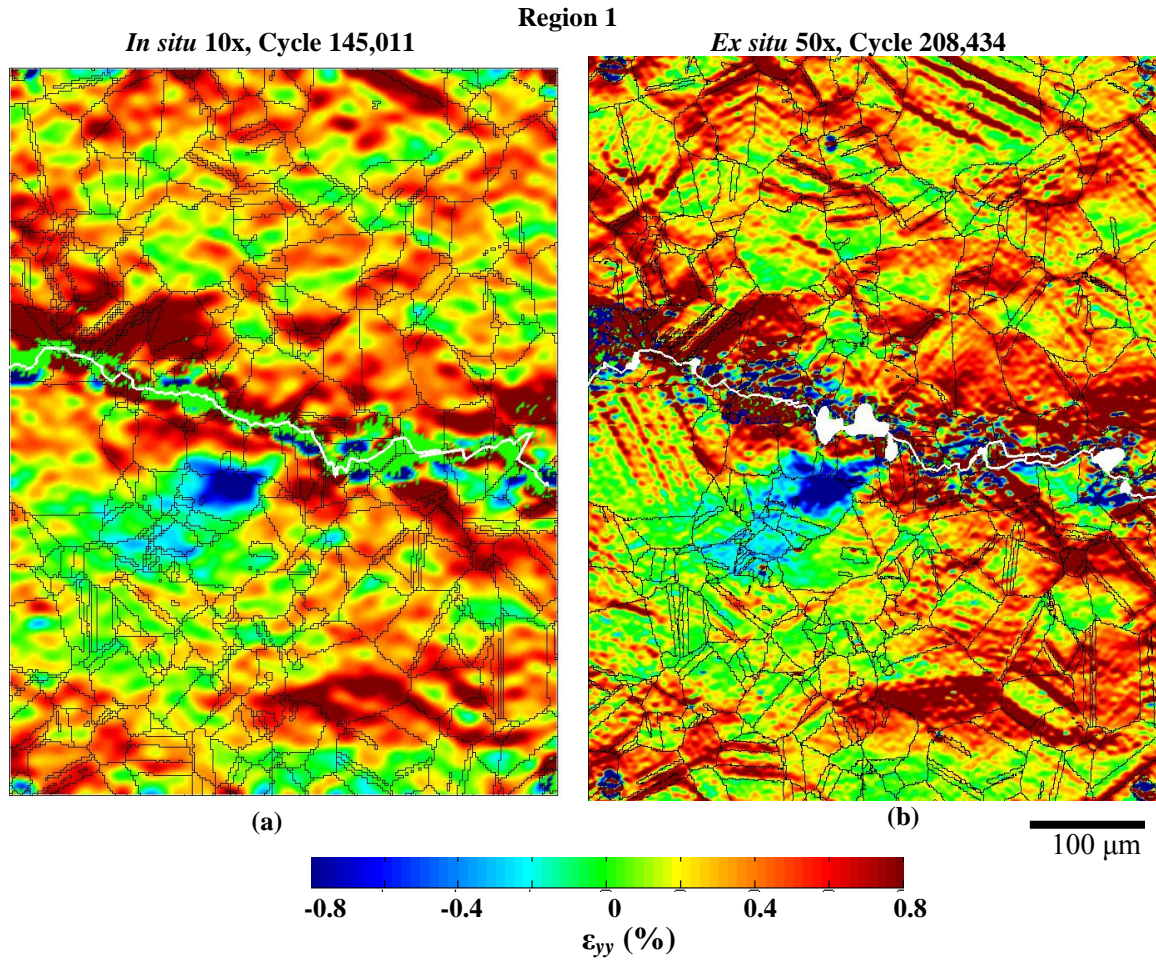 Region 1
In situ 10x, Cycle 145,011
Ex situ 50x, Cycle 208,434
(a)
(b)
100 μm
-0.8 -0.4 0 0.4 0.8
εyy (%)